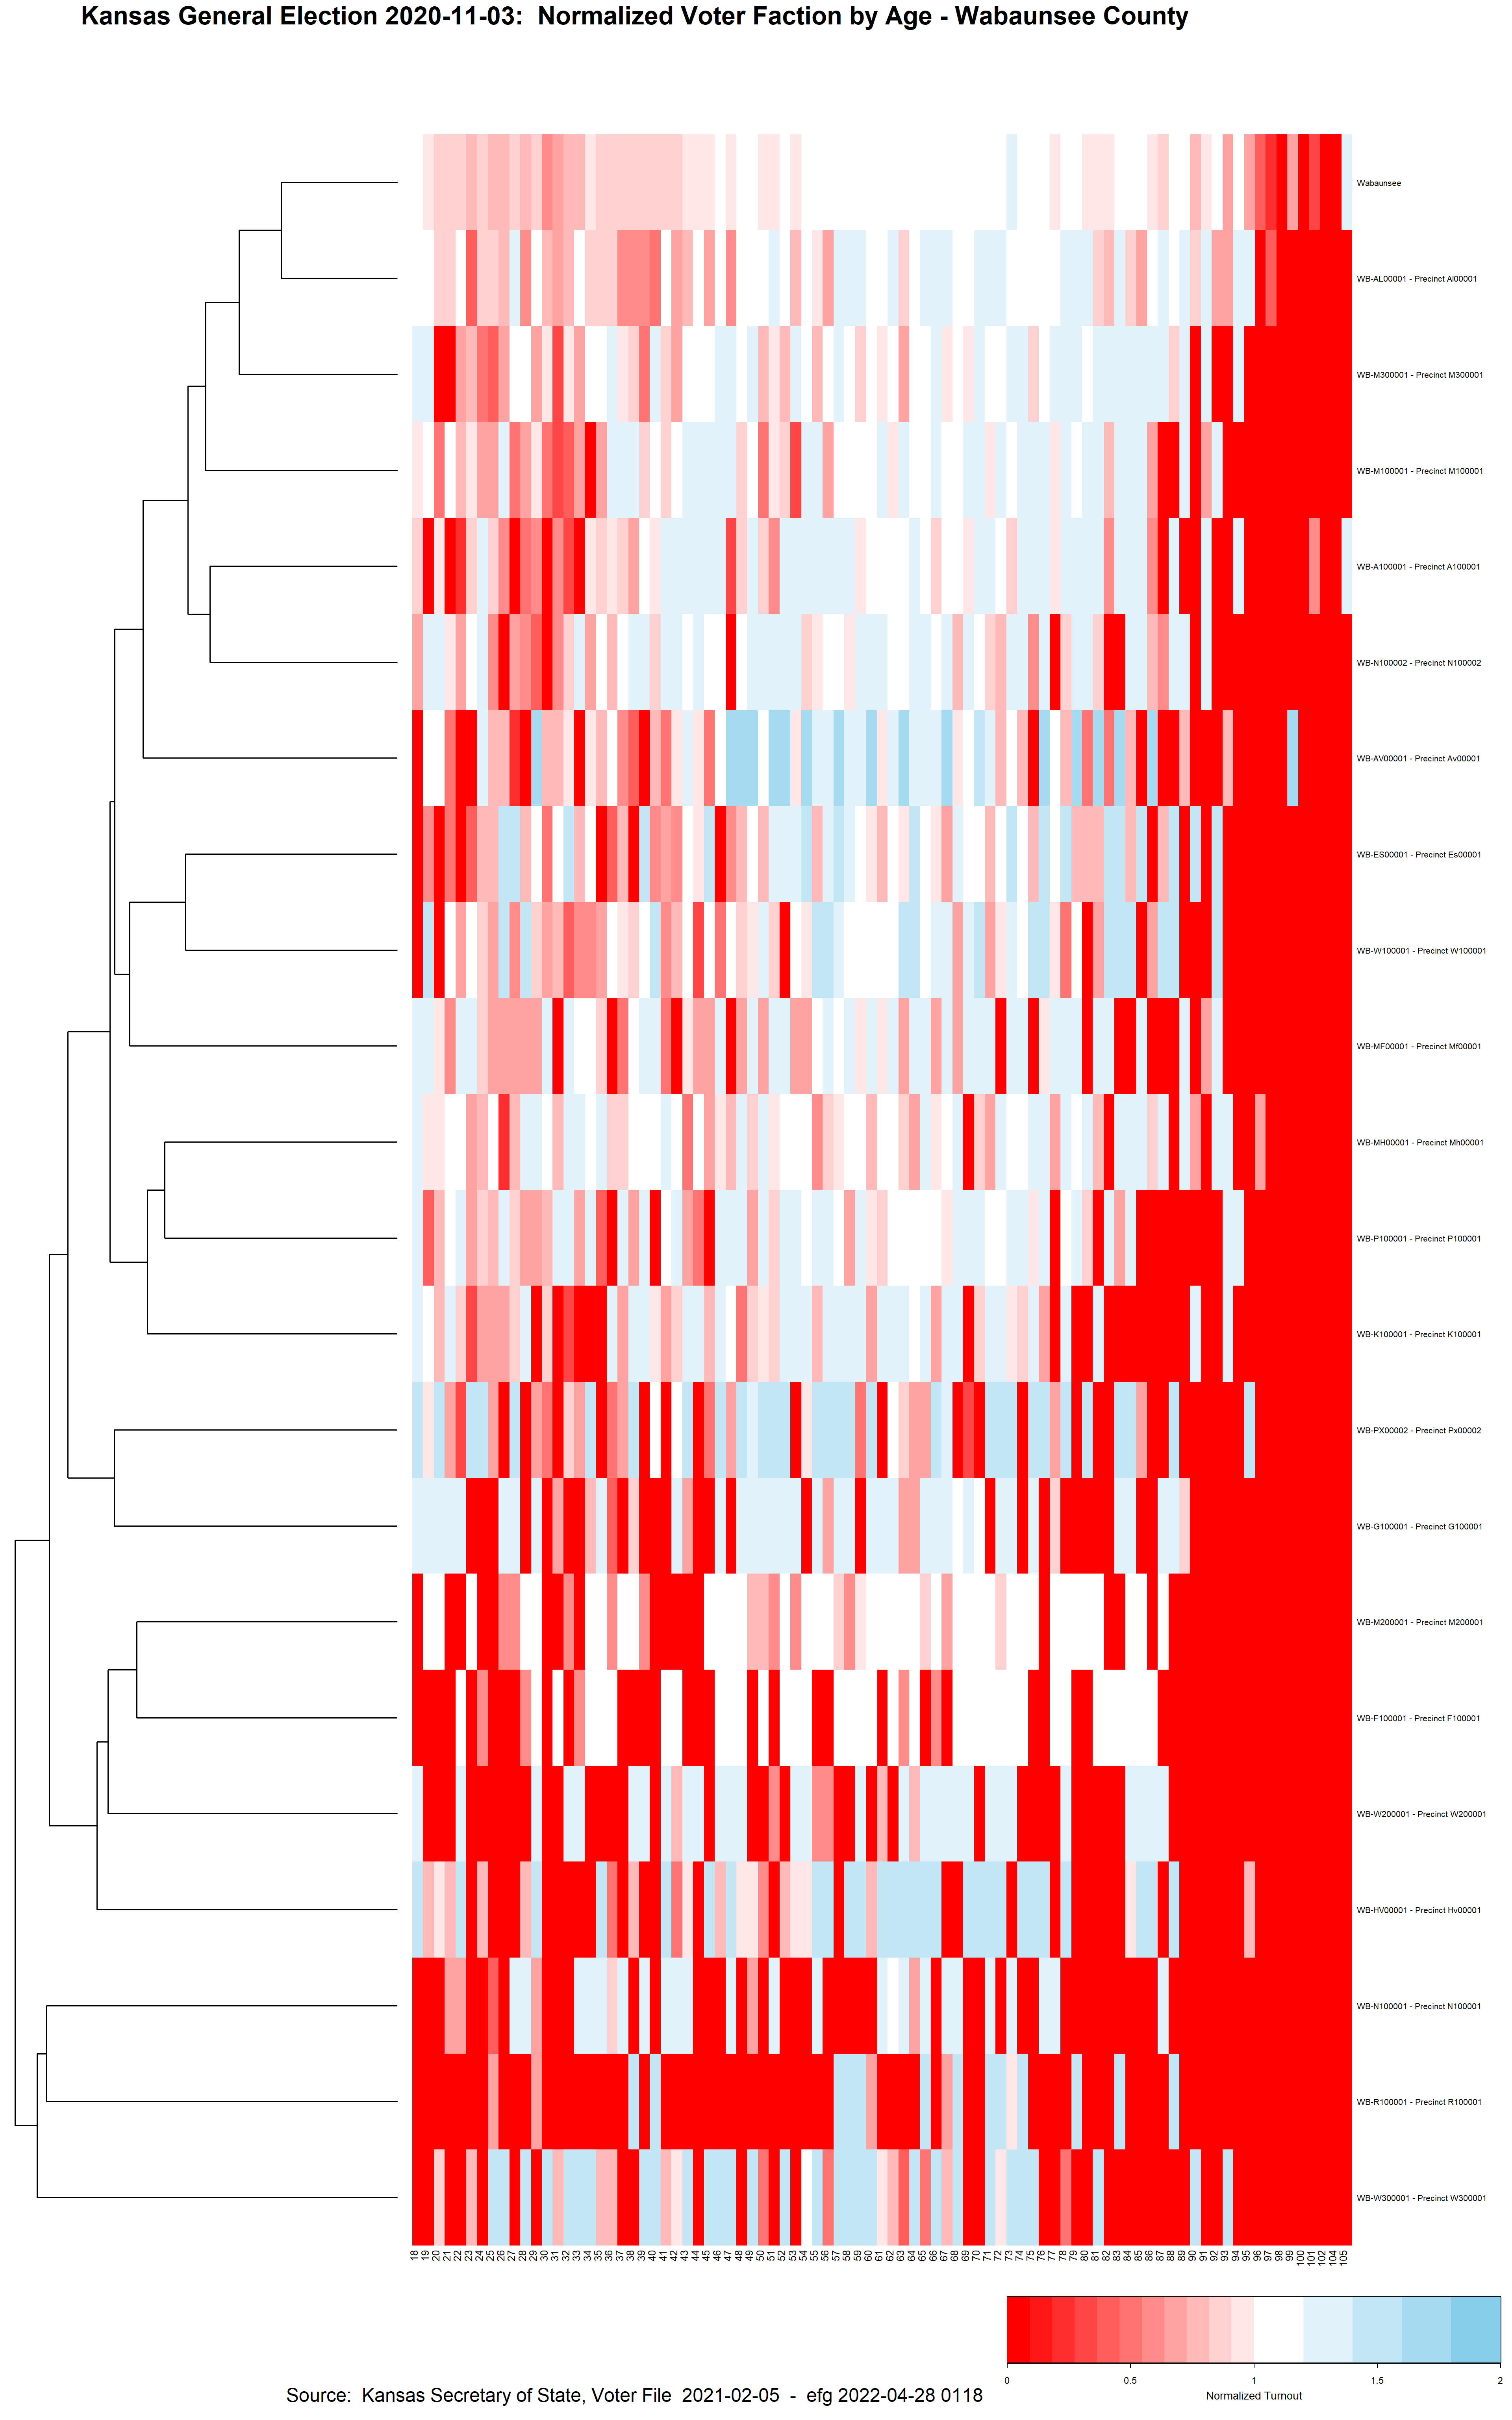 Kansas General Election 2020-11-03:  Normalized Voter Faction by Age - Wabaunsee County
Wabaunsee
WB-AL00001 - Precinct Al00001
WB-M300001 - Precinct M300001
WB-M100001 - Precinct M100001
WB-A100001 - Precinct A100001
WB-N100002 - Precinct N100002
WB-AV00001 - Precinct Av00001
WB-ES00001 - Precinct Es00001
WB-W100001 - Precinct W100001
WB-MF00001 - Precinct Mf00001
WB-MH00001 - Precinct Mh00001
WB-P100001 - Precinct P100001
WB-K100001 - Precinct K100001
WB-PX00002 - Precinct Px00002
WB-G100001 - Precinct G100001
WB-M200001 - Precinct M200001
WB-F100001 - Precinct F100001
WB-W200001 - Precinct W200001
WB-HV00001 - Precinct Hv00001
WB-N100001 - Precinct N100001
WB-R100001 - Precinct R100001
WB-W300001 - Precinct W300001
18 19 20 21 22 23 24 25 26 27 28 29 30 31 32 33 34 35 36 37 38 39 40 41 42 43 44 45 46 47 48 49 50 51 52 53 54 55 56 57 58 59 60 61 62 63 64 65 66 67 68 69 70 71 72 73 74 75 76 77 78 79 80 81 82 83 84 85 86 87 88 89 90 91 92 93 94 95 96 97 98 99 100 101 102 104 105
0 0.5 1 1.5 2
Normalized Turnout
Source:  Kansas Secretary of State, Voter File  2021-02-05  -  efg 2022-04-28 0118